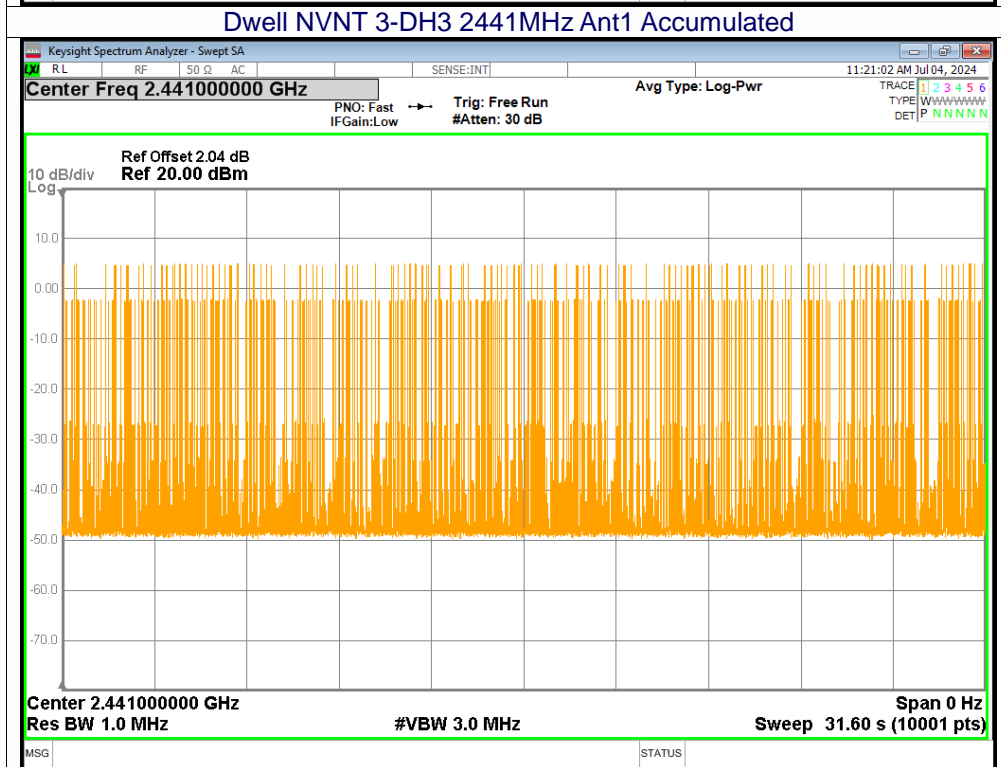 Dwell NVNT 3-DH3 2441MHz Ant1 Accumulated
Keysight Spectrum Analyzer - Swept SA
LXI RL RF 50 Ω AC SENSE:INT 11:21:02 AM Jul 04, 2024
Center Freq 2.441000000 GHz Avg Type: Log-Pwr TRACE 1 2 3 4 5 6
PNO: Fast Trig: Free Run TYPE WWWWWWW
IFGain:Low #Atten: 30 dB DET P N N N N N
Ref Offset 2.04 dB
10 dB/div Ref 20.00 dBm
Log
10.0
0.00
-10.0
-20.0
-30.0
-40.0
-50.0
-60.0
-70.0
Center 2.441000000 GHz Span 0 Hz
Res BW 1.0 MHz #VBW 3.0 MHz Sweep 31.60 s (10001 pts)
MSG STATUS